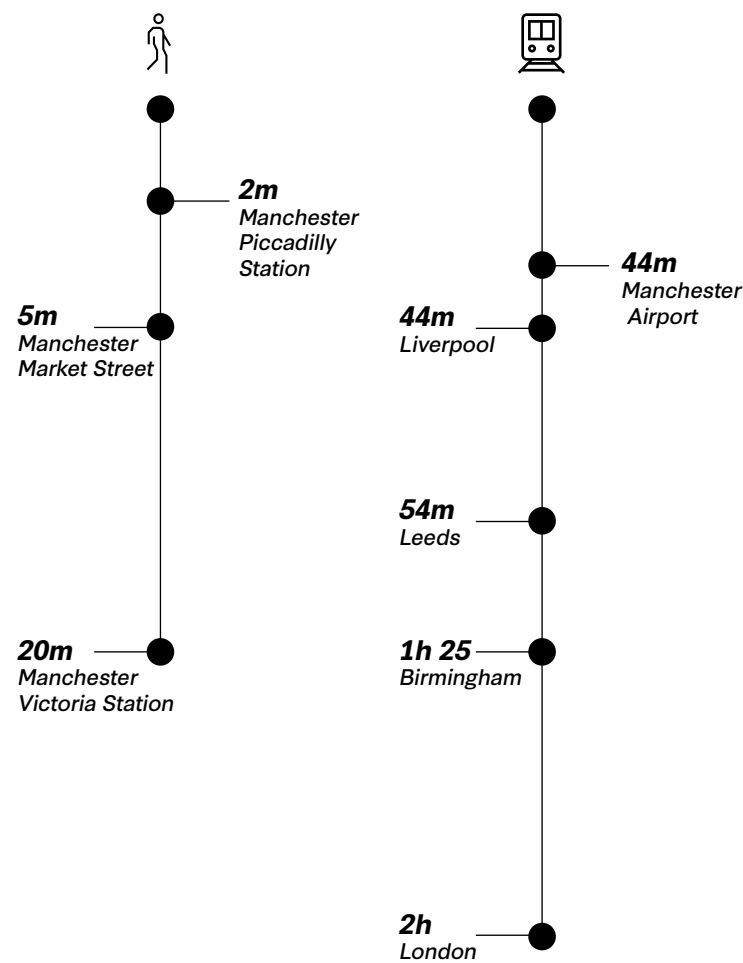 2m
Manchester
Piccadilly
Station
5m
Manchester
Market Street
20m
Manchester
Victoria Station
44m
Manchester
Airport
44m
Liverpool
54m
Leeds
1h 25
Birmingham
2h
London